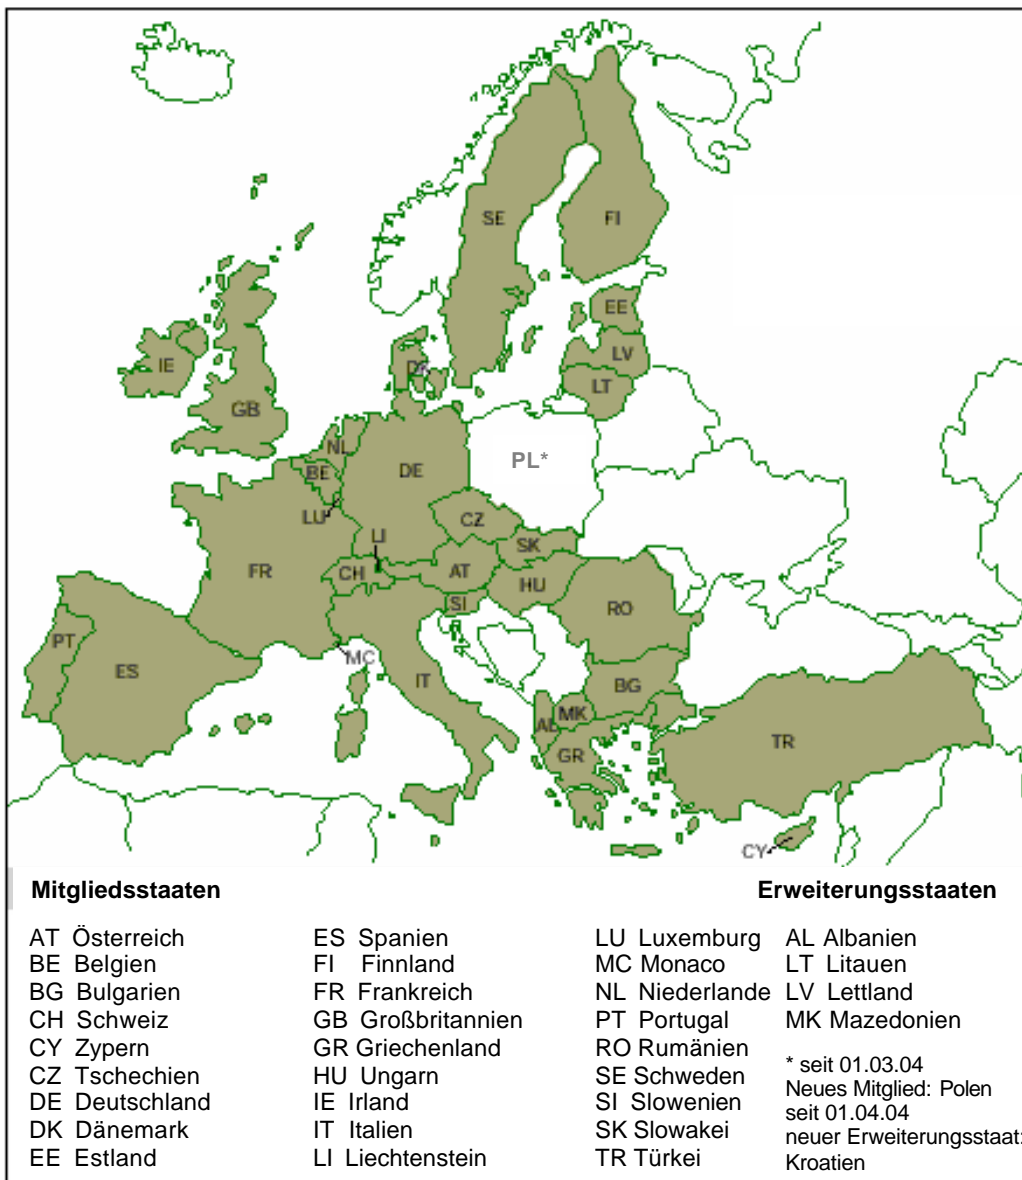 SE
FI
EE
LV
LT
IE
DK
GB
NL
BE
DE
PL*
LU
CZ
LI
SK
FR
CH
AT
HU
SI
RO
PT
ES
MC
IT
BG
MK
AL
GR
TR
CY
Mitgliedsstaaten
AT Österreich
BE Belgien
BG Bulgarien
CH Schweiz
CY Zypern
CZ Tschechien
DE Deutschland
DK Dänemark
EE Estland
ES Spanien
FI Finnland
FR Frankreich
GB Großbritannien
GR Griechenland
HU Ungarn
IE Irland
IT Italien
LI Liechtenstein
LU Luxemburg
MC Monaco
NL Niederlande
PT Portugal
RO Rumänien
SE Schweden
SI Slowenien
SK Slowakei
TR Türkei
Erweiterungsstaaten
AL Albanien
LT Litauen
LV Lettland
MK Mazedonien
* seit 01.03.04
Neues Mitglied: Polen
seit 01.04.04
neuer Erweiterungsstaat:
Kroatien